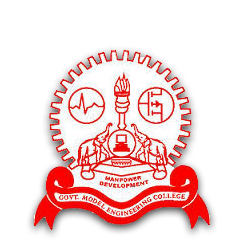 MANPOWER
DEVELOPMENT
GOVT. MODEL ENGINEERING COLLEGE